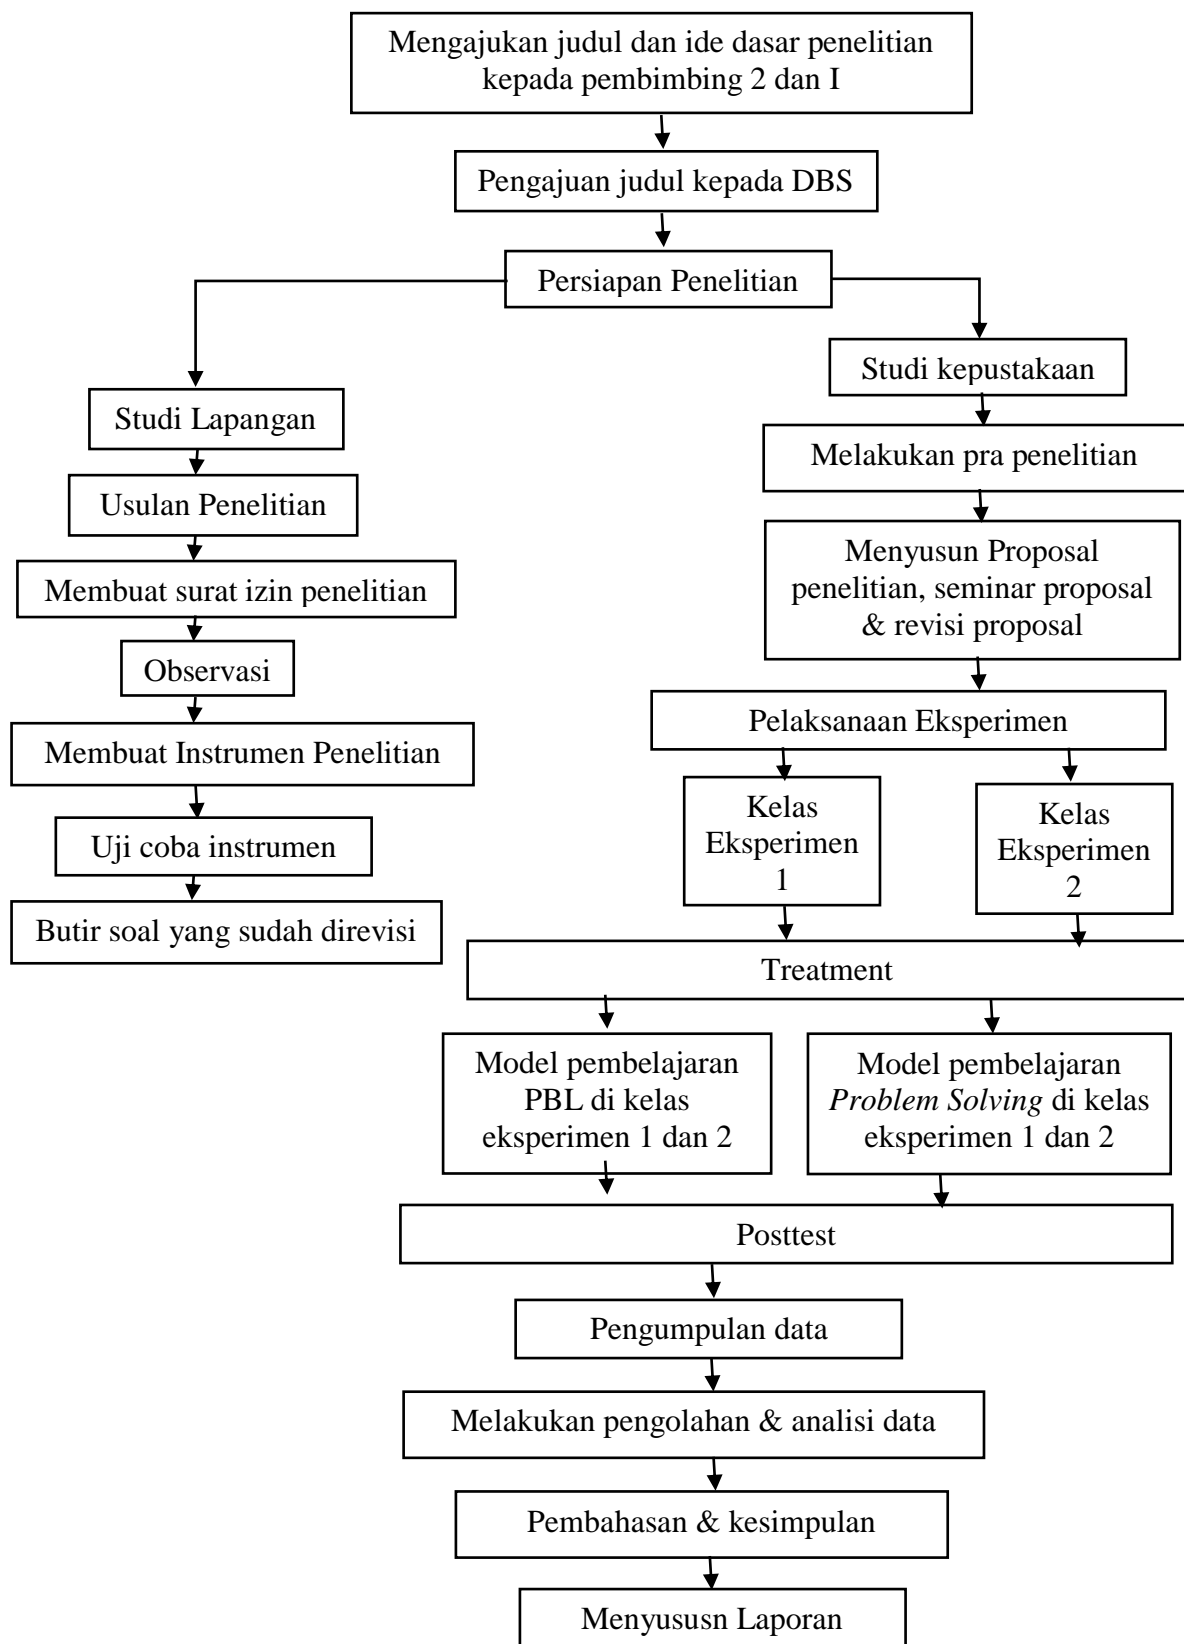 Mengajukan judul dan ide dasar penelitian
kepada pembimbing 2 dan I
Pengajuan judul kepada DBS
Persiapan Penelitian
Studi Lapangan
Usulan Penelitian
Membuat surat izin penelitian
Observasi
Membuat Instrumen Penelitian
Uji coba instrumen
Butir soal yang sudah direvisi
Studi kepustakaan
Melakukan pra penelitian
Menyusun Proposal
penelitian, seminar proposal
& revisi proposal
Pelaksanaan Eksperimen
Kelas
Eksperimen
1
Kelas
Eksperimen
2
Treatment
Model pembelajaran
PBL di kelas
eksperimen 1 dan 2
Model pembelajaran
Problem Solving di kelas
eksperimen 1 dan 2
Posttest
Pengumpulan data
Melakukan pengolahan & analisi data
Pembahasan & kesimpulan
Menyususn Laporan